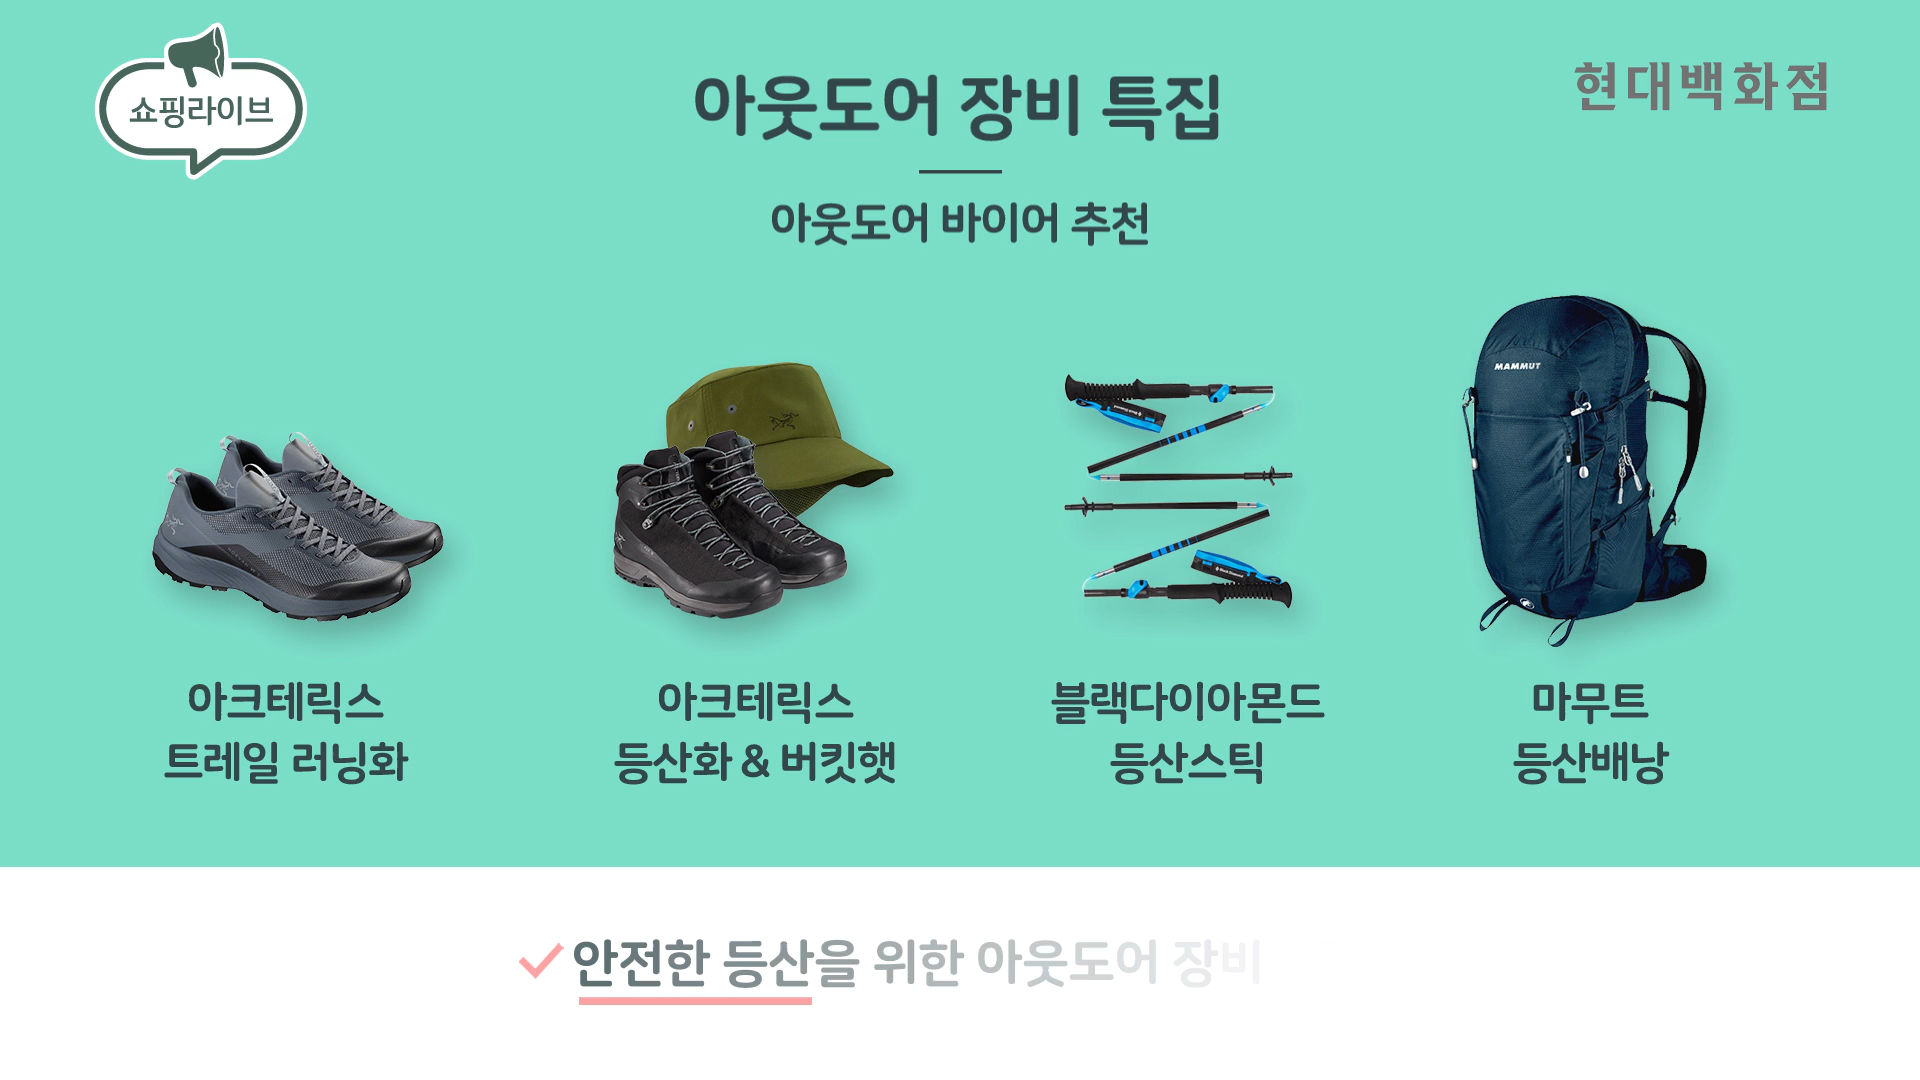 쇼핑라이브
아웃도어 장비 특집
현대백화점
아웃도어 바이어 추천
MAMMUT
아크테릭스
트레일 러닝화
아크테릭스
등산화 & 버킷햇
블랙다이아몬드
등산스틱
마무트
등산배낭
안전한 등산을 위한 아웃도어 장비